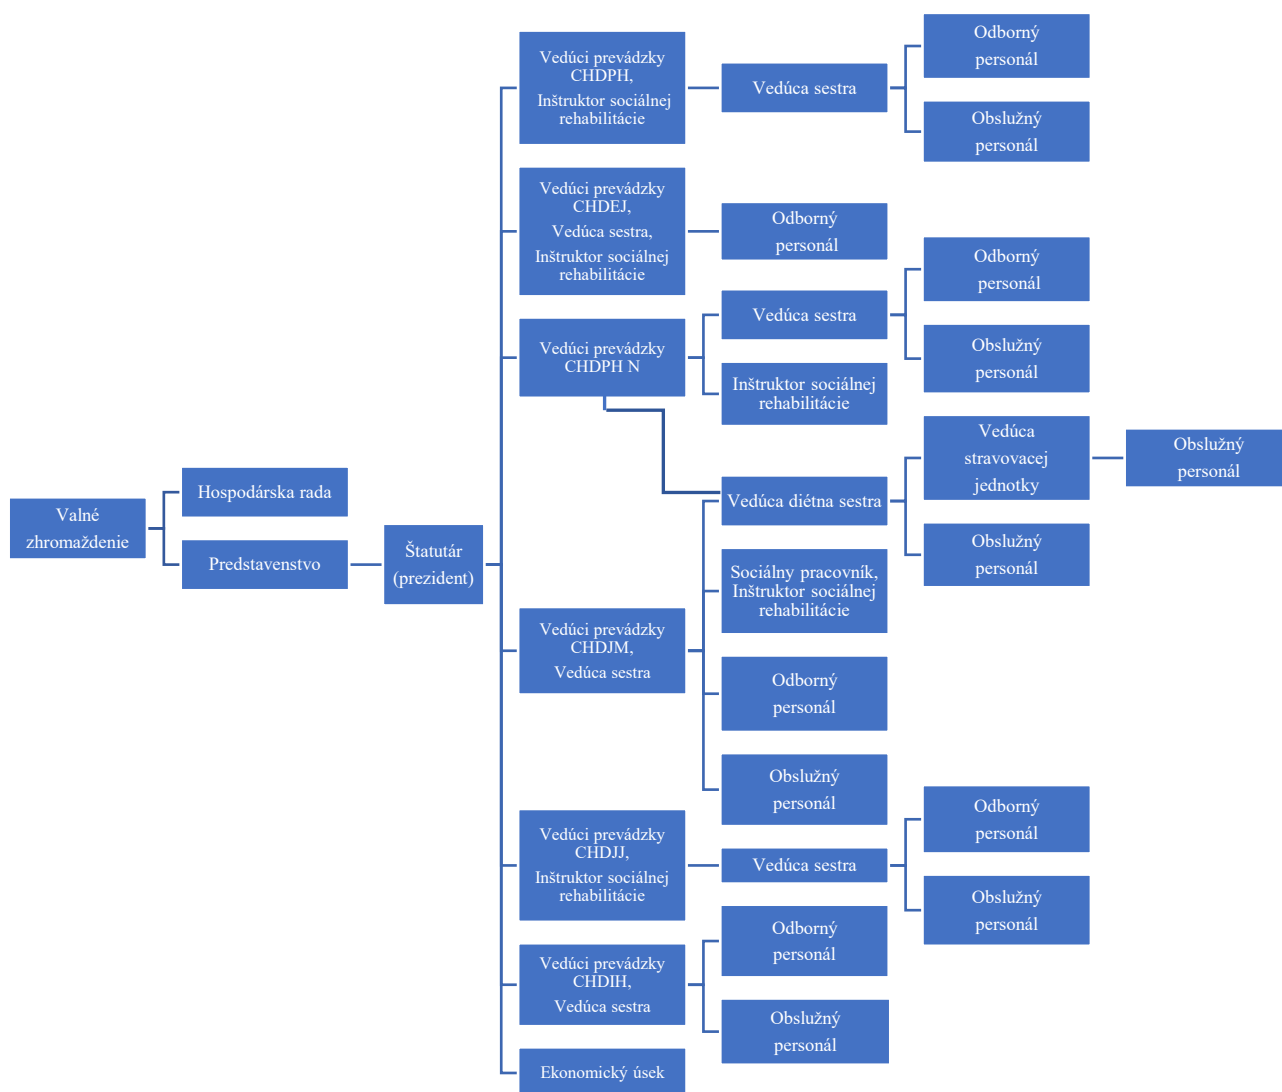 Valné
zhromaždenie
Hospodárska rada
Predstavenstvo
Štatutár
(prezident)
Vedúci prevádzky
CHDPH,
Inštruktor sociálnej
rehabilitácie
Vedúca sestra
Odborný
personál
Obslužný
personál
Vedúci prevádzky
CHDEJ,
Vedúca sestra,
Inštruktor sociálnej
rehabilitácie
Odborný
personál
Vedúci prevádzky
CHDPH N
Vedúca sestra
Odborný
personál
Obslužný
personál
Inštruktor sociálnej
rehabilitácie
Vedúca diétna sestra
Vedúca
stravovacej
jednotky
Obslužný
personál
Obslužný
personál
Vedúci prevádzky
CHDJM,
Vedúca sestra
Sociálny pracovník,
Inštruktor sociálnej
rehabilitácie
Odborný
personál
Obslužný
personál
Vedúci prevádzky
CHDJJ,
Inštruktor sociálnej
rehabilitácie
Vedúca sestra
Odborný
personál
Obslužný
personál
Vedúci prevádzky
CHDIH,
Vedúca sestra
Odborný
personál
Obslužný
personál
Ekonomický úsek